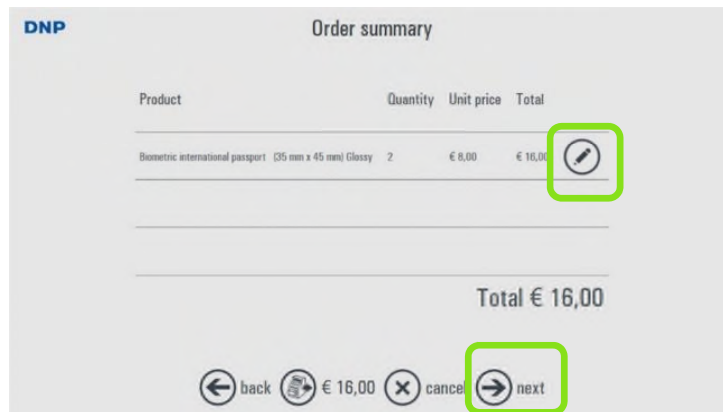 DNP
Order summary
Product Quantity Unit price Total
Biometric international passport (35 mm x 45 mm) Glossy 2 € 8,00 € 16,00
Total € 16,00
back € 16,00 cancel next